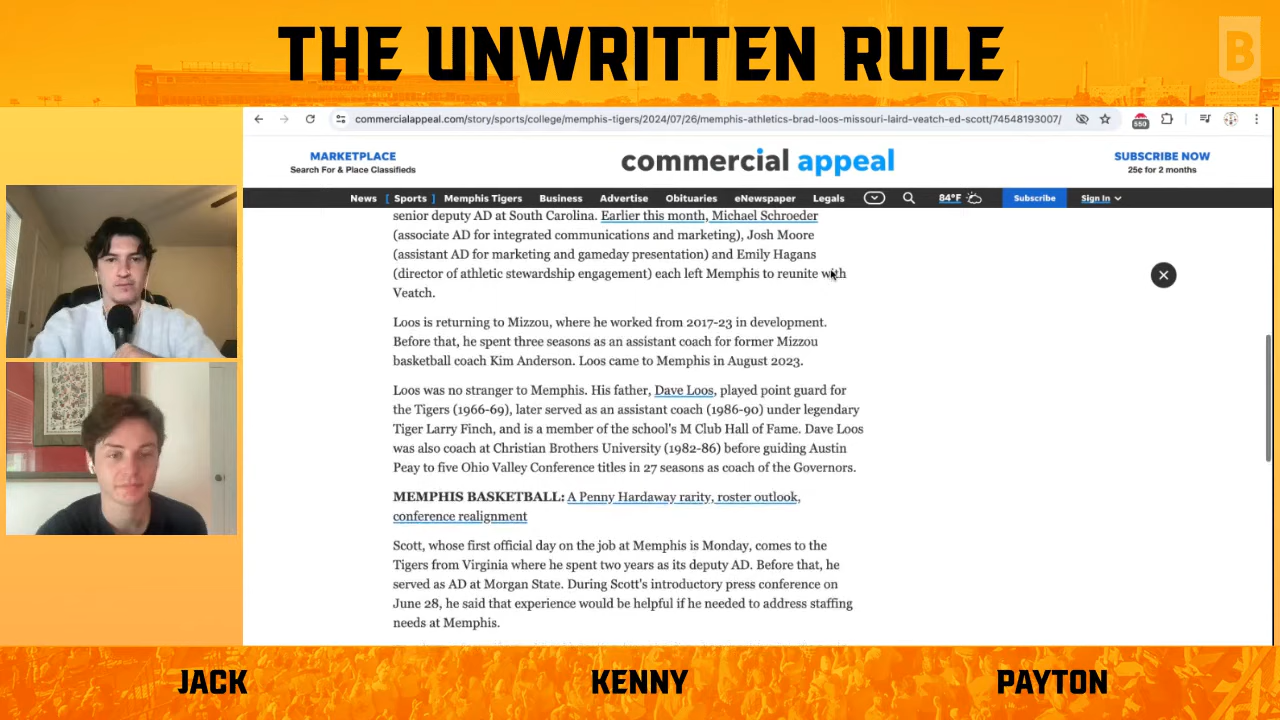 THE UNWRITTEN RULE
B
commercialappeal.com/story/sports/college/memphis-tigers/2024/07/26/memphis-athletics-brad-loos-missouri-laird-veatch-ed-scott/74548193007/
550
MARKETPLACE
Search For & Place Classifieds
commercial appeal
SUBSCRIBE NOW
25¢ for 2 months
News [ Sports ] Memphis Tigers Business Advertise Obituaries eNewspaper Legals 84°F Subscribe Sign In
senior deputy AD at South Carolina. Earlier this month, Michael Schroeder
(associate AD for integrated communications and marketing), Josh Moore
(assistant AD for marketing and gameday presentation) and Emily Hagans
(director of athletic stewardship engagement) each left Memphis to reunite with
Veatch.
Loos is returning to Mizzou, where he worked from 2017-23 in development.
Before that, he spent three seasons as an assistant coach for former Mizzou
basketball coach Kim Anderson. Loos came to Memphis in August 2023.
Loos was no stranger to Memphis. His father, Dave Loos, played point guard for
the Tigers (1966-69), later served as an assistant coach (1986-90) under legendary
Tiger Larry Finch, and is a member of the school's M Club Hall of Fame. Dave Loos
was also coach at Christian Brothers University (1982-86) before guiding Austin
Peay to five Ohio Valley Conference titles in 27 seasons as coach of the Governors.
MEMPHIS BASKETBALL: A Penny Hardaway rarity, roster outlook,
conference realignment
Scott, whose first official day on the job at Memphis is Monday, comes to the
Tigers from Virginia where he spent two years as its deputy AD. Before that, he
served as AD at Morgan State. During Scott's introductory press conference on
June 28, he said that experience would be helpful if he needed to address staffing
needs at Memphis.
JACK
KENNY
PAYTON